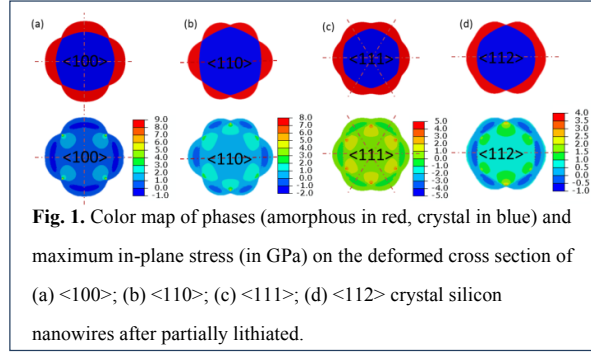 (a) (b) (c) (d)
<100> <110> <111> <112>
9.0 8.0 5.0 4.0
8.0 7.0 4.0 3.5
7.0 6.0 3.0 3.0
6.0 5.0 2.0 2.5
5.0 4.0 1.0 2.0
4.0 3.0 0.0 1.5
3.0 2.0 -1.0 1.0
2.0 1.0 -2.0 0.5
1.0 0.0 -3.0 0.0
0.0 -1.0 -4.0 -0.5
-1.0 -2.0 -5.0 -1.0
<100> <110> <111> <112>
Fig. 1. Color map of phases (amorphous in red, crystal in blue) and
maximum in-plane stress (in GPa) on the deformed cross section of
(a) <100>; (b) <110>; (c) <111>; (d) <112> crystal silicon
nanowires after partially lithiated.